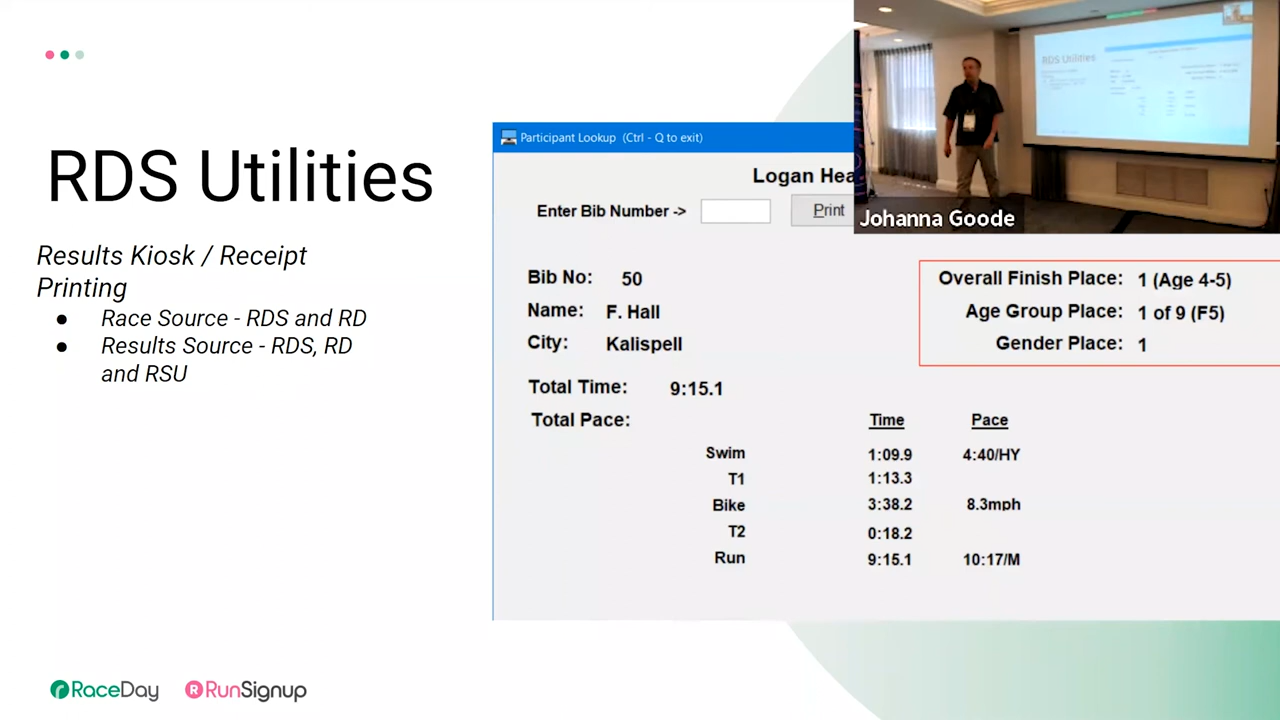 RDS Utilities
Results Kiosk / Receipt
Printing
● Race Source - RDS and RD
● Results Source - RDS, RD
and RSU
Participant Lookup (Ctrl - Q to exit)
Logan Hea
Enter Bib Number ->
Print
Bib No: 50
Name: F. Hall
City: Kalispell
Overall Finish Place: 1 (Age 4-5)
Age Group Place: 1 of 9 (F5)
Gender Place: 1
Total Time: 9:15.1
Total Pace:
Time Pace
Swim 1:09.9 4:40/HY
T1 1:13.3
Bike 3:38.2 8.3mph
T2 0:18.2
Run 9:15.1 10:17/M
RDS Utilities
Johanna Goode
RaceDay
RunSignup